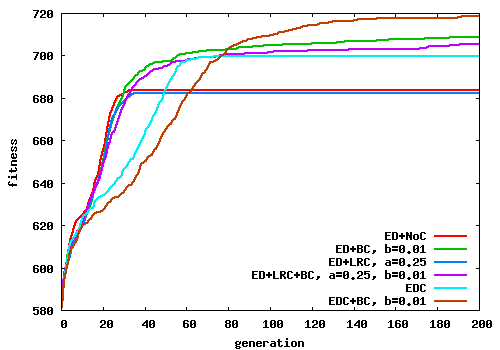 720
700
680
660
640
620
600
580
fitness
ED+NoC
ED+BC, b=0.01
ED+LRC, a=0.25
ED+LRC+BC, a=0.25, b=0.01
EDC
EDC+BC, b=0.01
0 20 40 60 80 100 120 140 160 180 200
generation